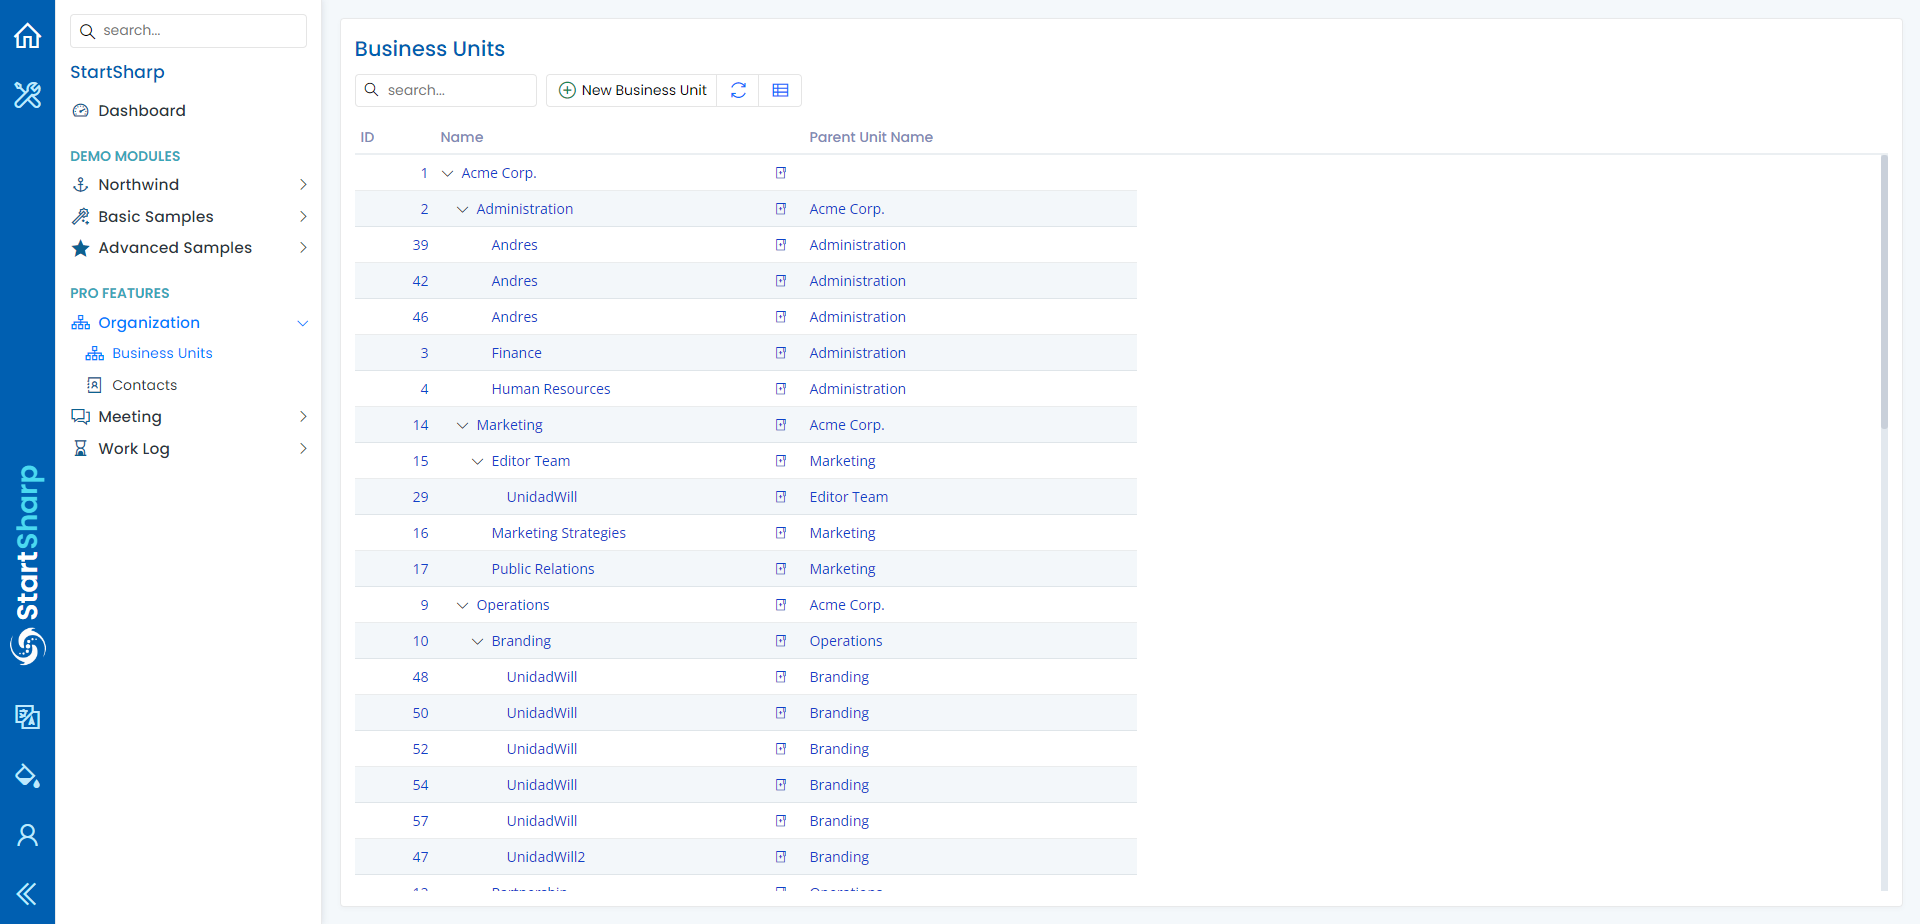 search...
StartSharp
Dashboard
DEMO MODULES
Northwind
Basic Samples
Advanced Samples
PRO FEATURES
Organization
Business Units
Contacts
Meeting
Work Log
StartSharp
Business Units
search...
New Business Unit
ID Name Parent Unit Name
1 Acme Corp.
2 Administration Acme Corp.
39 Andres Administration
42 Andres Administration
46 Andres Administration
3 Finance Administration
4 Human Resources Administration
14 Marketing Acme Corp.
15 Editor Team Marketing
29 UnidadWill Editor Team
16 Marketing Strategies Marketing
17 Public Relations Marketing
9 Operations Acme Corp.
10 Branding Operations
48 UnidadWill Branding
50 UnidadWill Branding
52 UnidadWill Branding
54 UnidadWill Branding
57 UnidadWill Branding
47 UnidadWill2 Branding